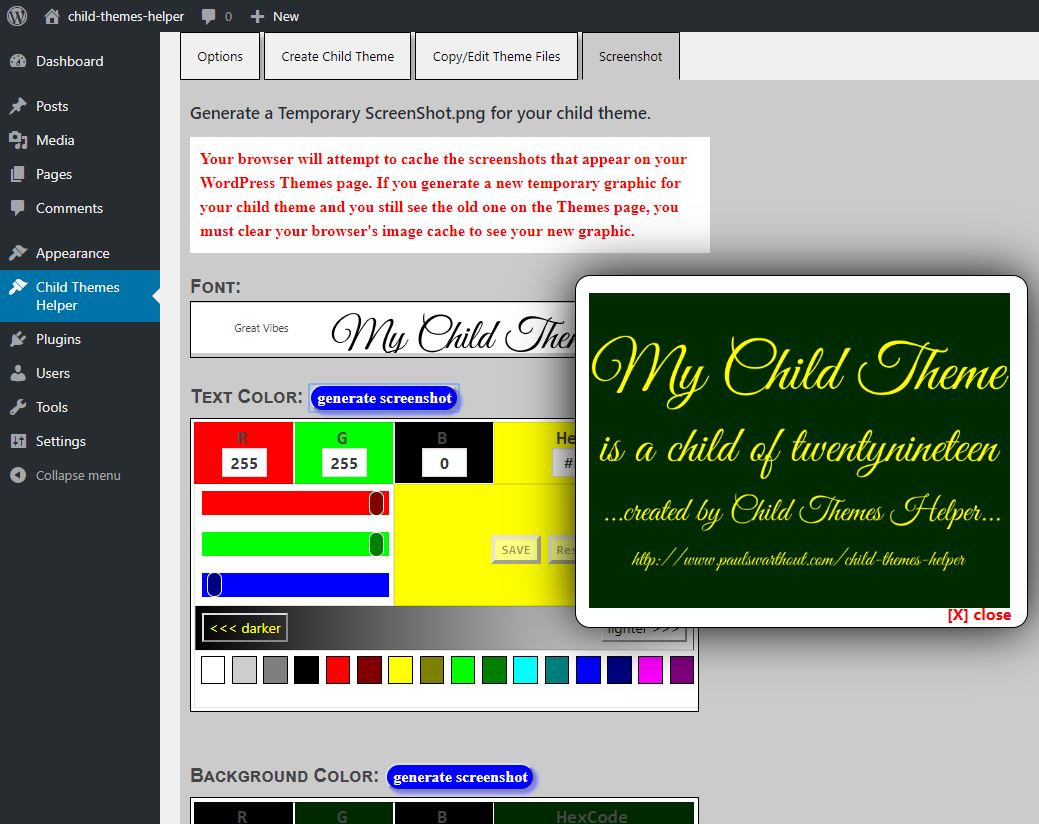 child-themes-helper 0 New
Dashboard
Posts
Media
Pages
Comments
Appearance
Child Themes
Helper
Plugins
Users
Tools
Settings
Collapse menu
Options Create Child Theme Copy/Edit Theme Files Screenshot
Generate a Temporary ScreenShot.png for your child theme.
Your browser will attempt to cache the screenshots that appear on your
WordPress Themes page. If you generate a new temporary graphic for
your child theme and you still see the old one on the Themes page, you
must clear your browser's image cache to see your new graphic.
Font:
Great Vibes My Child Them
Text Color: generate screenshot
R G B He
255 255 0 #
SAVE Res
<<< darker lighter >>>
Background Color: generate screenshot
R G B HexCode
My Child Theme
is a child of twentynineteen
...created by Child Themes Helper...
http://www.paulswarthout.com/child-themes-helper
[X] close